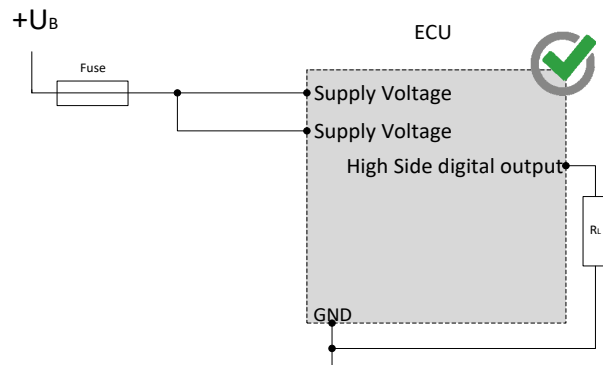 +UB
ECU
Fuse
Supply Voltage
Supply Voltage
High Side digital output
RL
GND